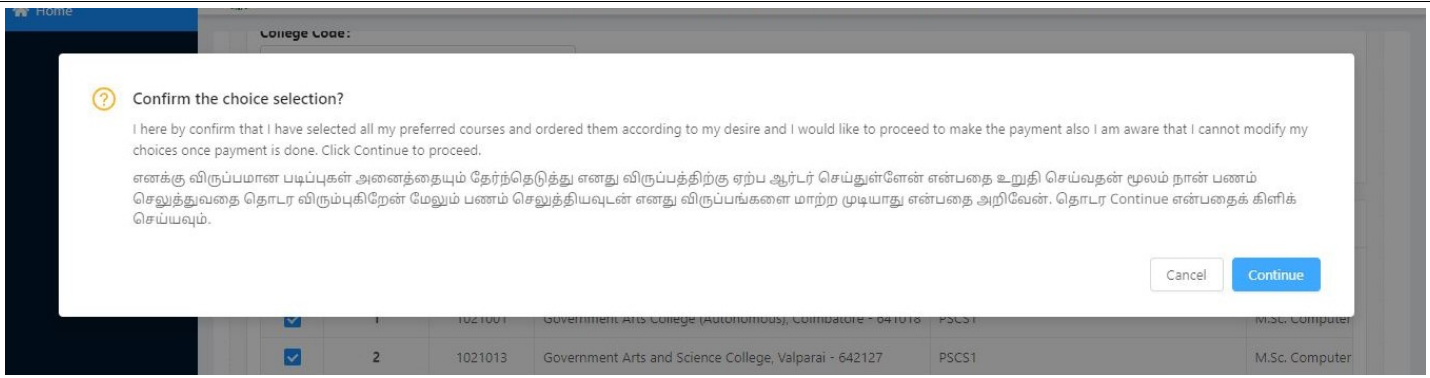 Home
College Code:
Confirm the choice selection?
I here by confirm that I have selected all my preferred courses and ordered them according to my desire and I would like to proceed to make the payment also I am aware that I cannot modify my
choices once payment is done. Click Continue to proceed.
எனக்கு விருப்பமான படிப்புகள் அனைத்தையும் தேர்ந்தெடுத்து எனது விருப்பத்திற்கு ஏற்ப ஆர்டர் செய்துள்ளேன் என்பதை உறுதி செய்வதன் மூலம் நான் பணம்
செலுத்துவதை தொடர விரும்புகிறேன் மேலும் பணம் செலுத்தியவுடன் எனது விருப்பங்களை மாற்ற முடியாது என்பதை அறிவேன். தொடர Continue என்பதைக் கிளிக்
செய்யவும்.
Cancel Continue
1 1021001 Government Arts College (Autonomous), Coimbatore - 641018 PSCS1 M.Sc. Computer
2 1021013 Government Arts and Science College, Valparai - 642127 PSCS1 M.Sc. Computer